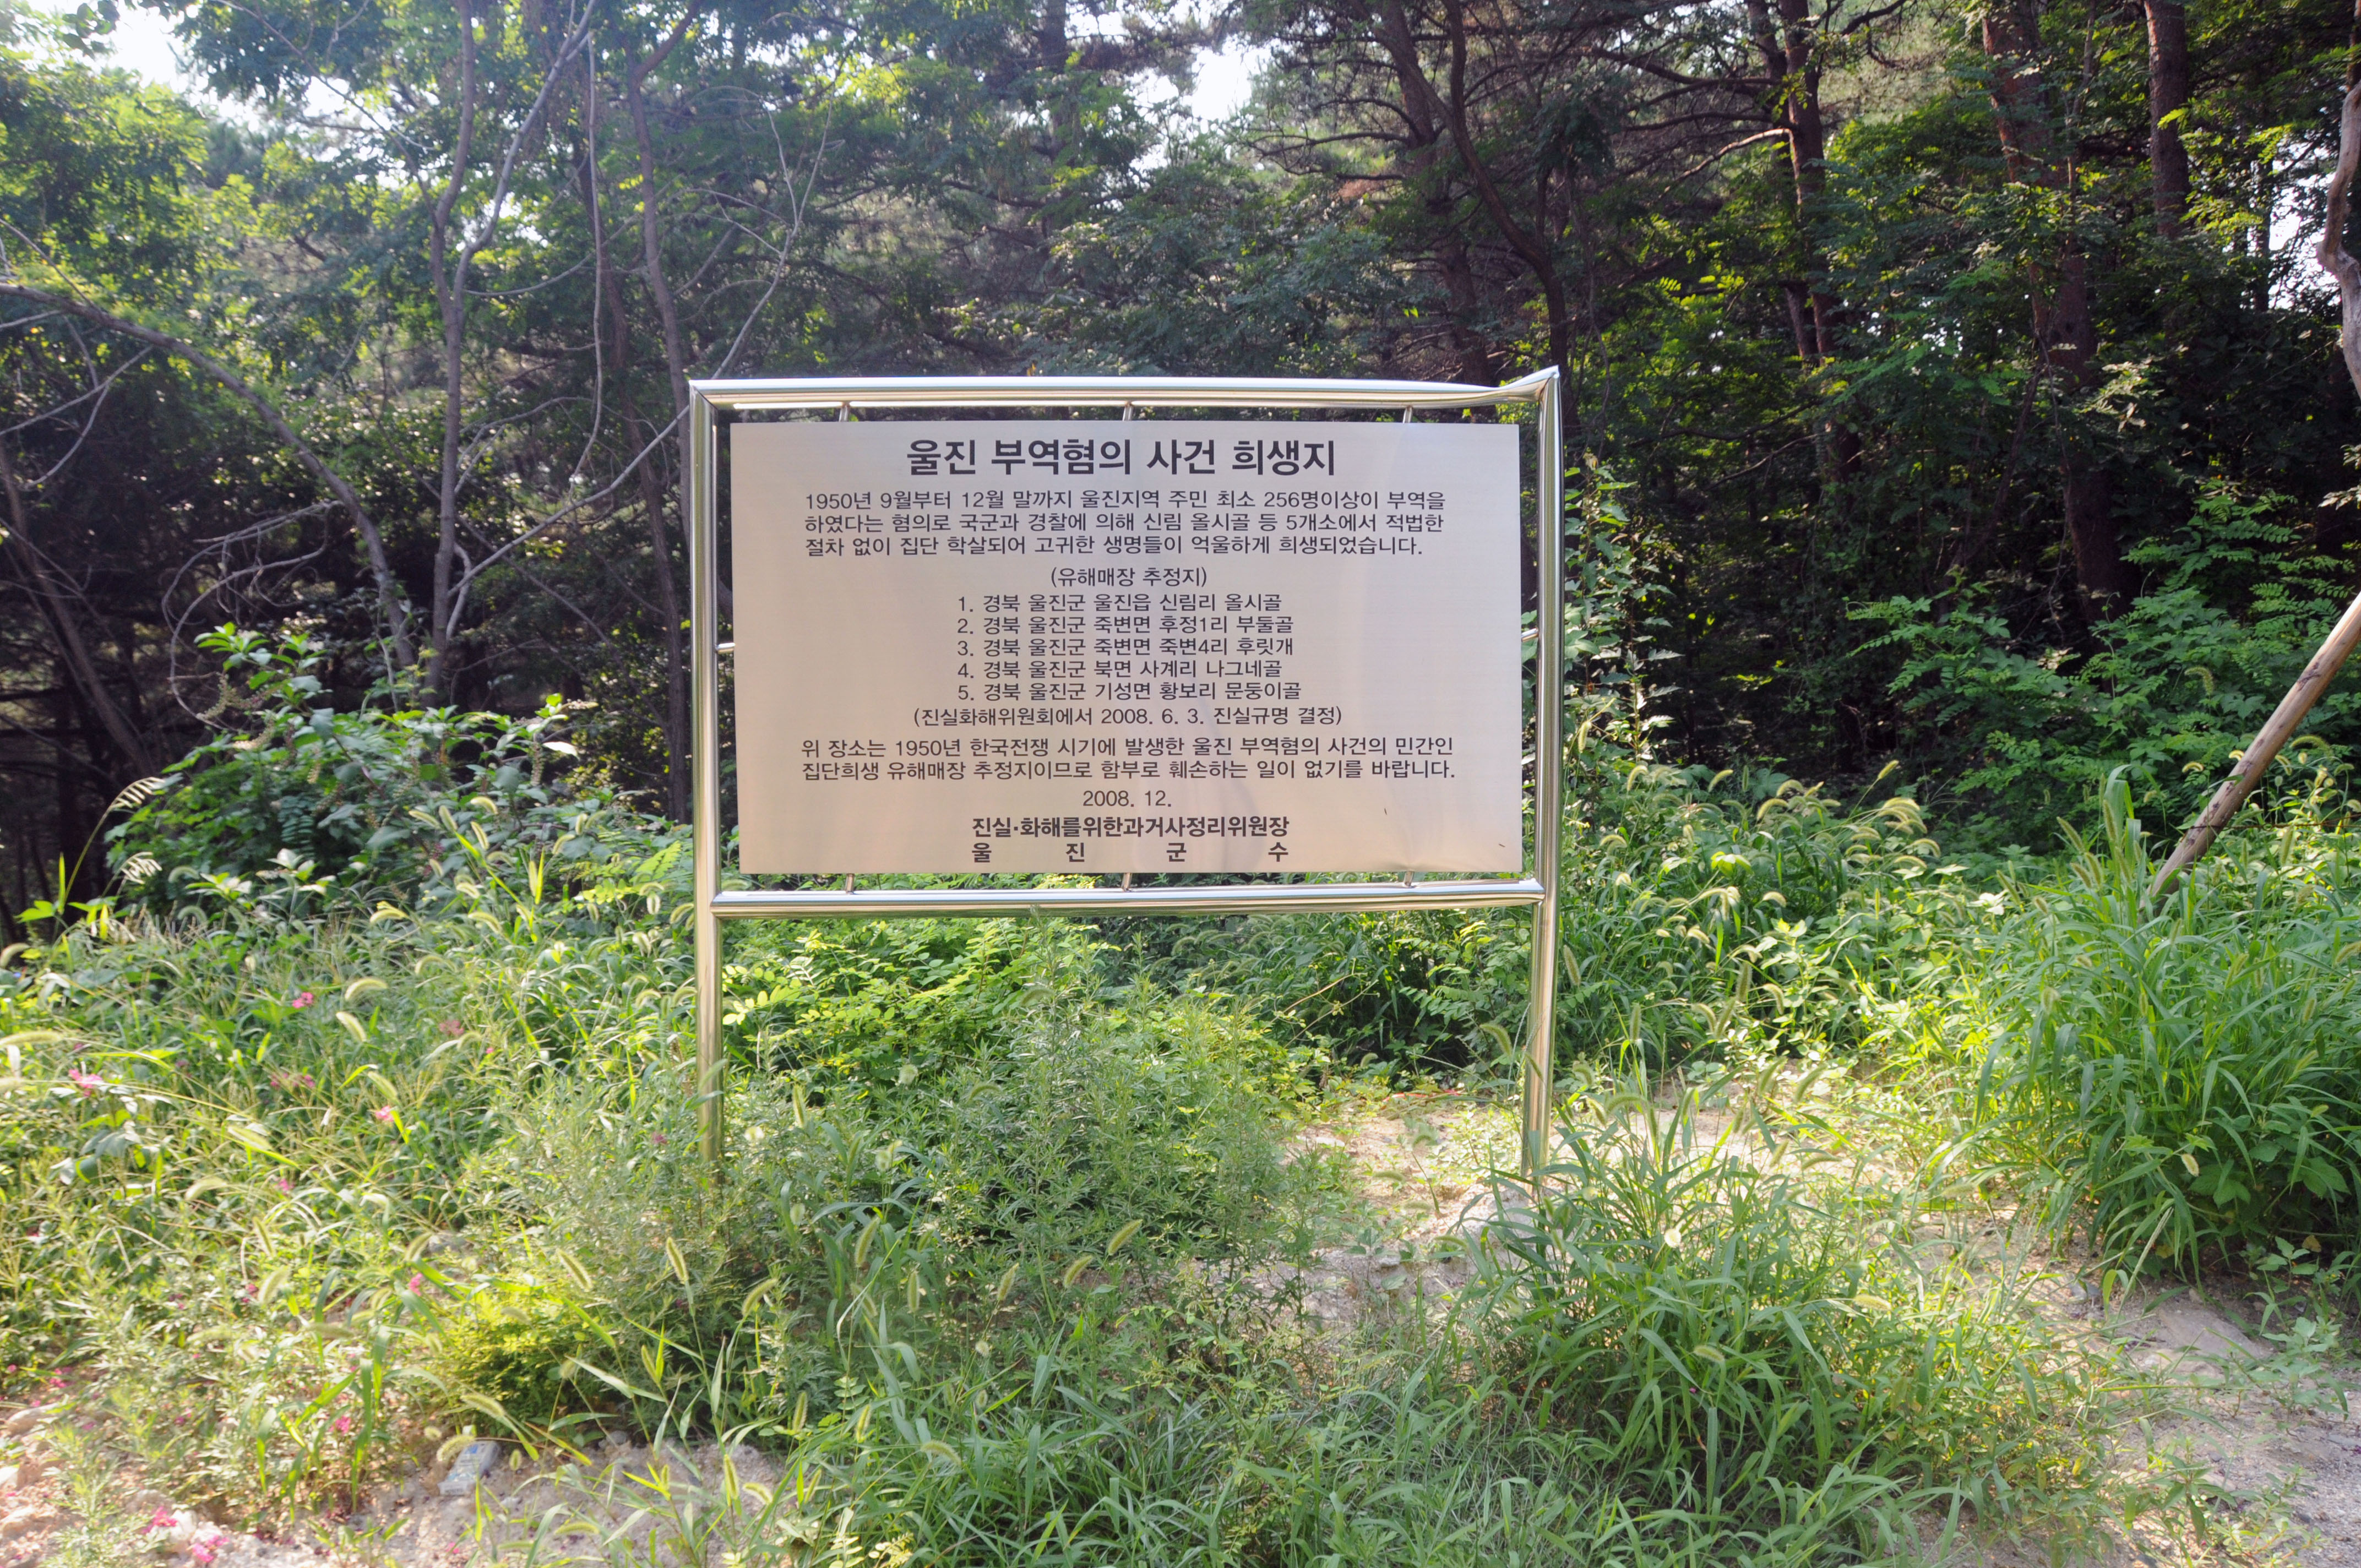 울진 부역혐의 사건 희생지
1950년 9월부터 12월 말까지 울진지역 주민 최소 256명이상이 부역을
하였다는 혐의로 국군과 경찰에 의해 신림 올시골 등 5개소에서 적법한
절차 없이 집단 학살되어 고귀한 생명들이 억울하게 희생되었습니다.
(유해매장 추정지)
1. 경북 울진군 울진읍 신림리 올시골
2. 경북 울진군 죽변면 후정1리 부둘골
3. 경북 울진군 죽변면 죽변4리 후릿개
4. 경북 울진군 북면 사계리 나그네골
5. 경북 울진군 기성면 황보리 문둥이골
(진실화해위원회에서 2008. 6. 3. 진실규명 결정)
위 장소는 1950년 한국전쟁 시기에 발생한 울진 부역혐의 사건의 민간인
집단희생 유해매장 추정지이므로 함부로 훼손하는 일이 없기를 바랍니다.
2008. 12.
진실·화해를위한과거사정리위원장
울 진 군 수